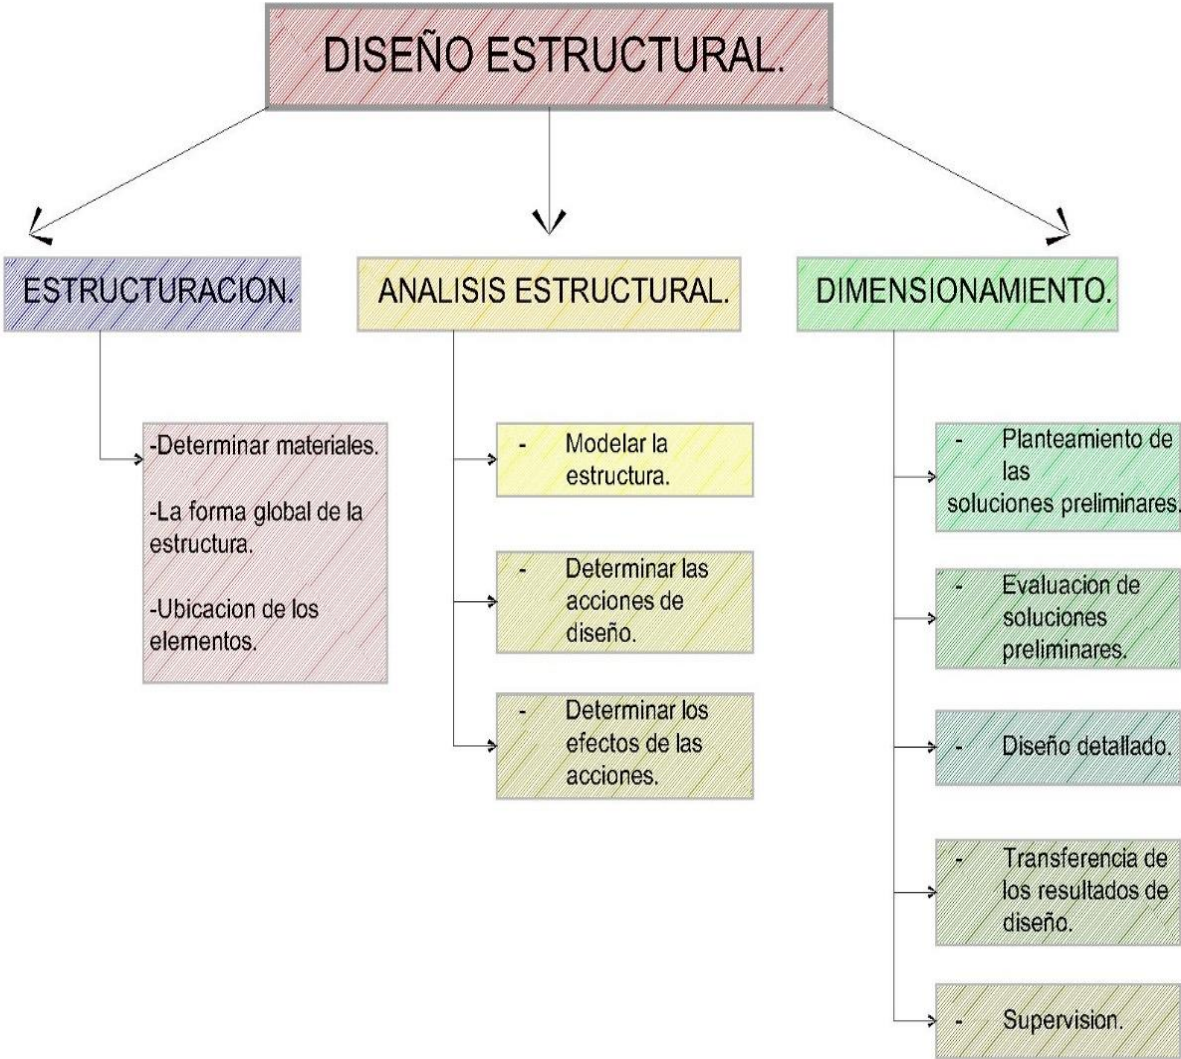 DISEÑO ESTRUCTURAL.
ESTRUCTURACION.
-Determinar materiales.
-La forma global de la
estructura.
-Ubicacion de los
elementos.
ANALISIS ESTRUCTURAL.
- Modelar la
estructura.
- Determinar las
acciones de
diseño.
- Determinar los
efectos de las
acciones.
DIMENSIONAMIENTO.
- Planteamiento de
las
soluciones preliminares.
- Evaluacion de
soluciones
preliminares.
- Diseño detallado.
- Transferencia de
los resultados de
diseño.
- Supervision.